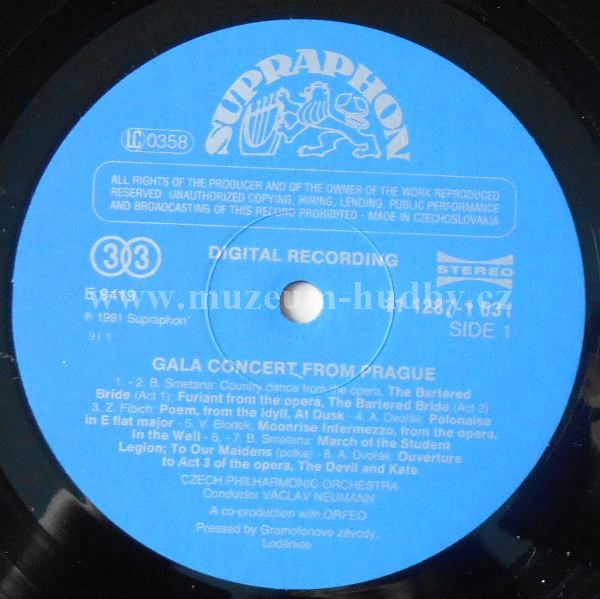 SUPRAPHON
LC 0358
ALL RIGHTS OF THE PRODUCER AND OF THE OWNER OF THE WORK REPRODUCED
RESERVED. UNAUTHORIZED COPYING, HIRING, LENDING, PUBLIC PERFORMANCE
AND BROADCASTING OF THIS RECORD PROHIBITED - MADE IN CZECHOSLOVAKIA
33
DIGITAL RECORDING
STEREO
E 9419
www.muzeum-hudby.cz
1 031
℗ 1991 Supraphon
SIDE 1
91 1
GALA CONCERT FROM PRAGUE
1. - 2. B. Smetana: Country dance from the opera, The Bartered
Bride (Act 1); Furiant from the opera, The Bartered Bride (Act 2)
3. Z. Fibich: Poem, from the idyll, At Dusk - 4. A. Dvořák: Polonaise
in E flat major - 5. V. Blodek: Moonrise Intermezzo, from the opera,
In the Well - 6. - 7. B. Smetana: March of the Student
Legion; To Our Maidens (polka) - 8. A. Dvořák: Ouverture
to Act 3 of the opera, The Devil and Kate
CZECH PHILHARMONIC ORCHESTRA
Conductor VÁCLAV NEUMANN
A co-production with ORFEO
Pressed by Gramofonové závody,
Loděnice